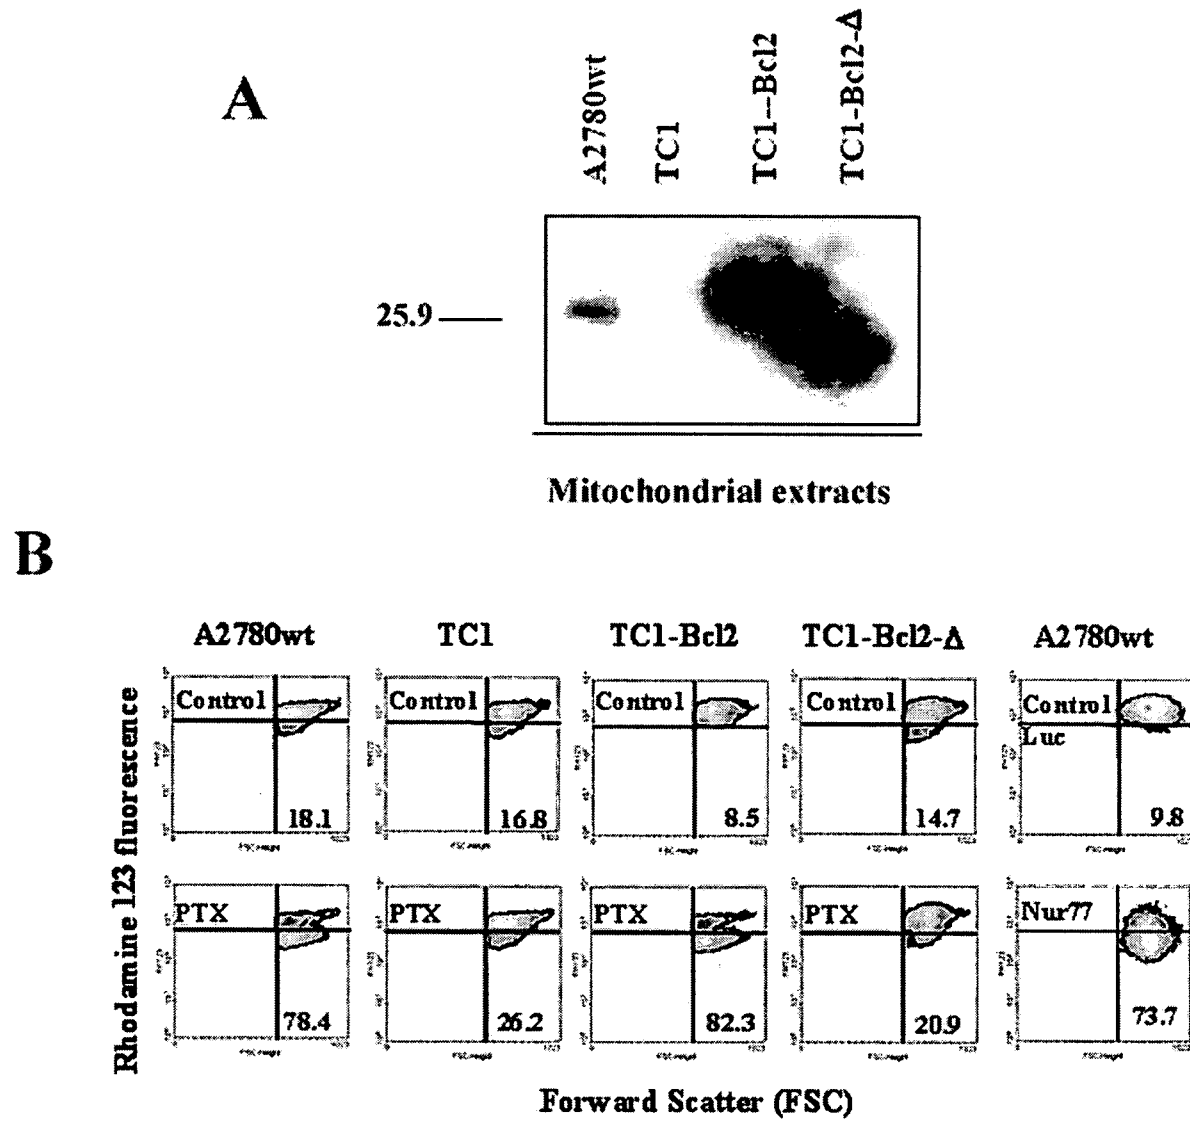 A
A2780wt
TC1
TC1--Bcl2
TC1-Bcl2-Δ
25.9
Mitochondrial extracts
B
A2780wt TC1 TC1-Bcl2 TC1-Bcl2-Δ A2780wt
Rhodamine 123 fluorescence
Control Control Control Control Control
Luc
18.1 16.8 8.5 14.7 9.8
PTX PTX PTX PTX Nur77
78.4 26.2 82.3 20.9 73.7
Forward Scatter (FSC)